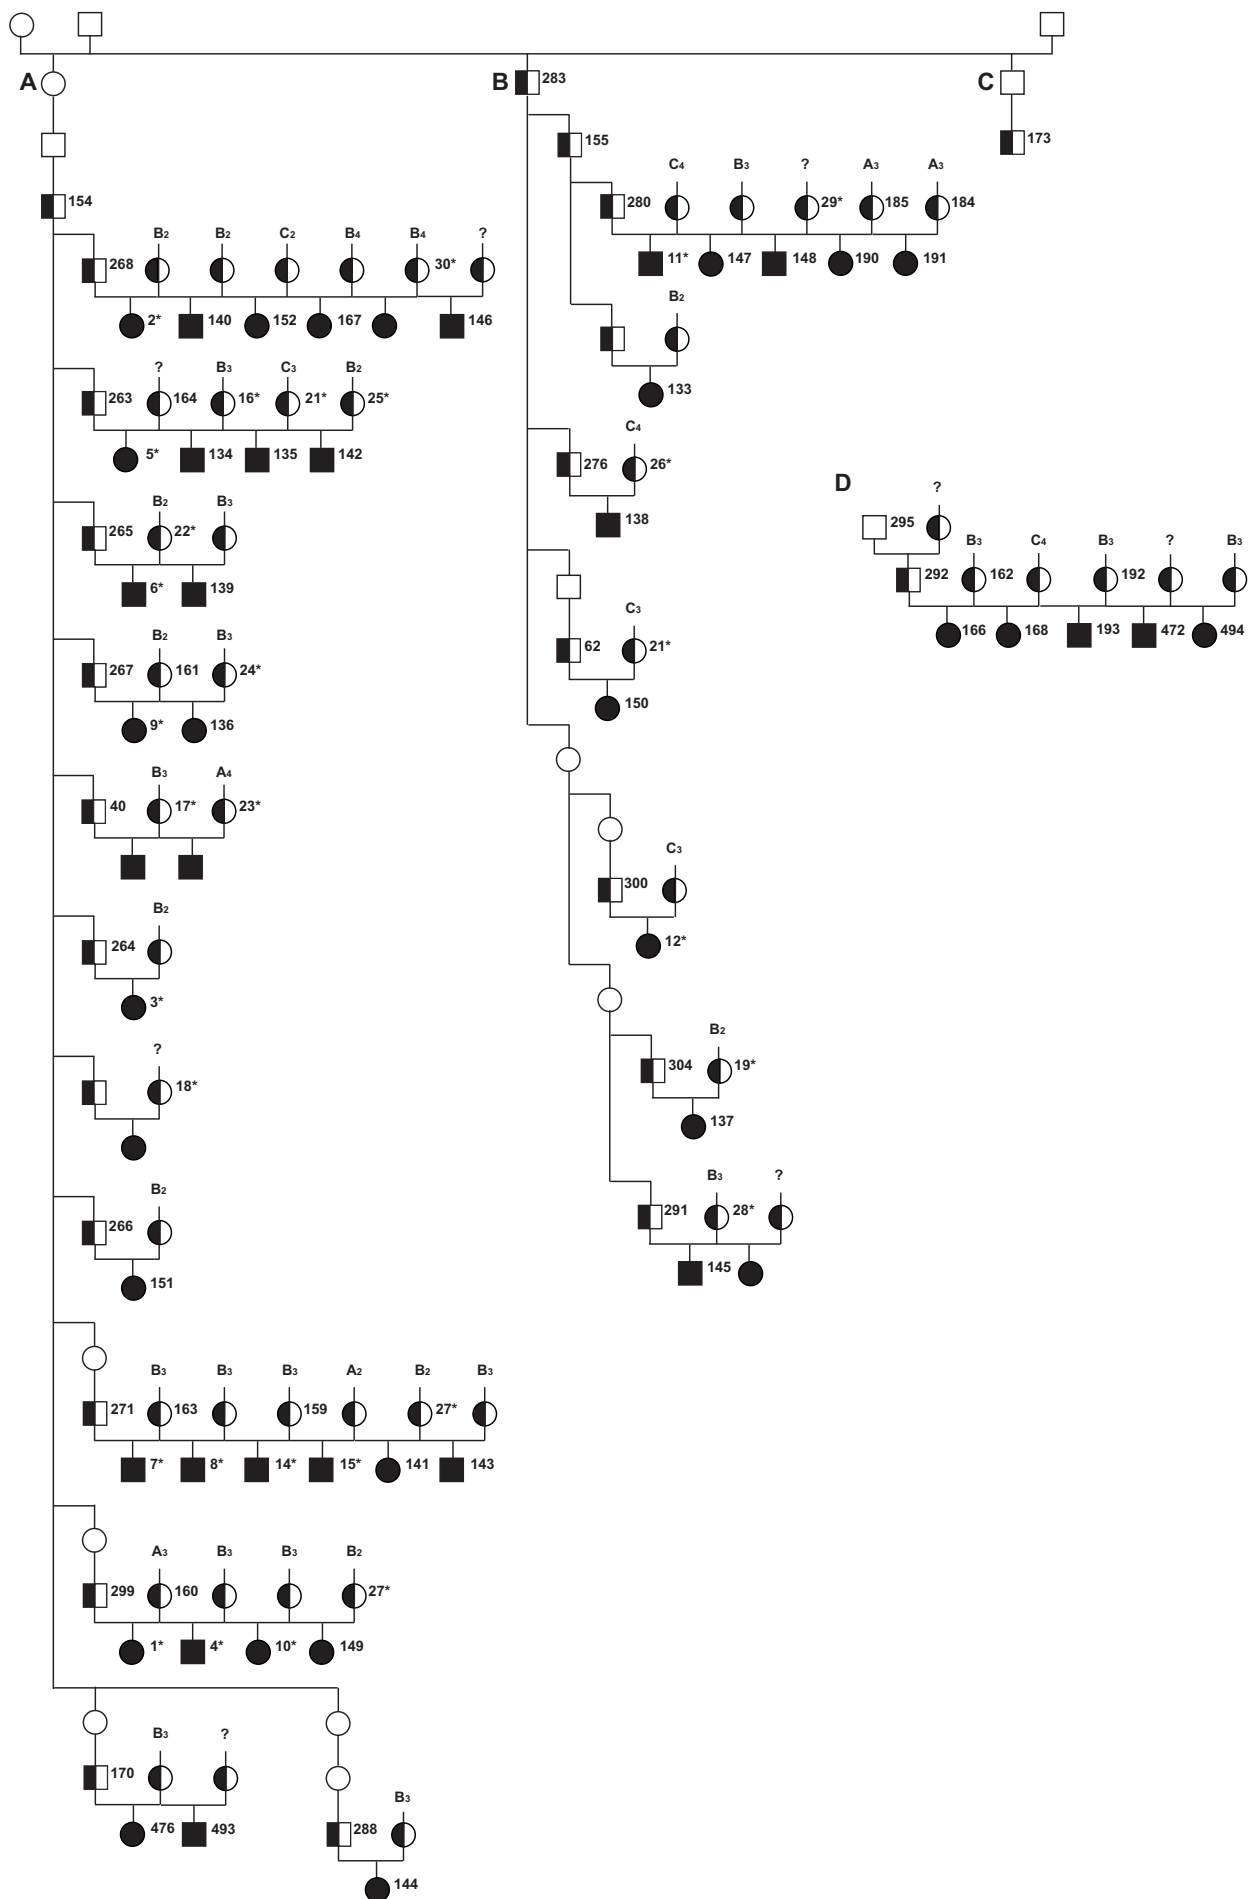 A
B
283
C
155
173
C4 B3 ? A3 A3
154
280 29* 185 184
B2 B2 C2 B4 B4 ?
268 30*
11* 147 148 190 191
B2
2* 140 152 167 146
133
? B3 C3 B2
263 164 16* 21* 25*
C4
5* 134 135 142
276 26*
D
?
B2 B3
138
295
265 22*
B3 C4 B3 ? B3
292 162 192
6* 139
C3
166 168 193 472 494
B2 B3
62 21*
267 161 24*
150
9* 136
B3 A4
40 17* 23*
C3
300
B2
264
12*
3*
B2
?
304 19*
18*
137
B2
B3 ?
266
291 28*
151
145
B3 B3 B3 A2 B2 B3
271 163 159 27*
7* 8* 14* 15* 141 143
A3 B3 B3 B2
299 160 27*
1* 4* 10* 149
B3 ?
170
B3
476 493
288
144